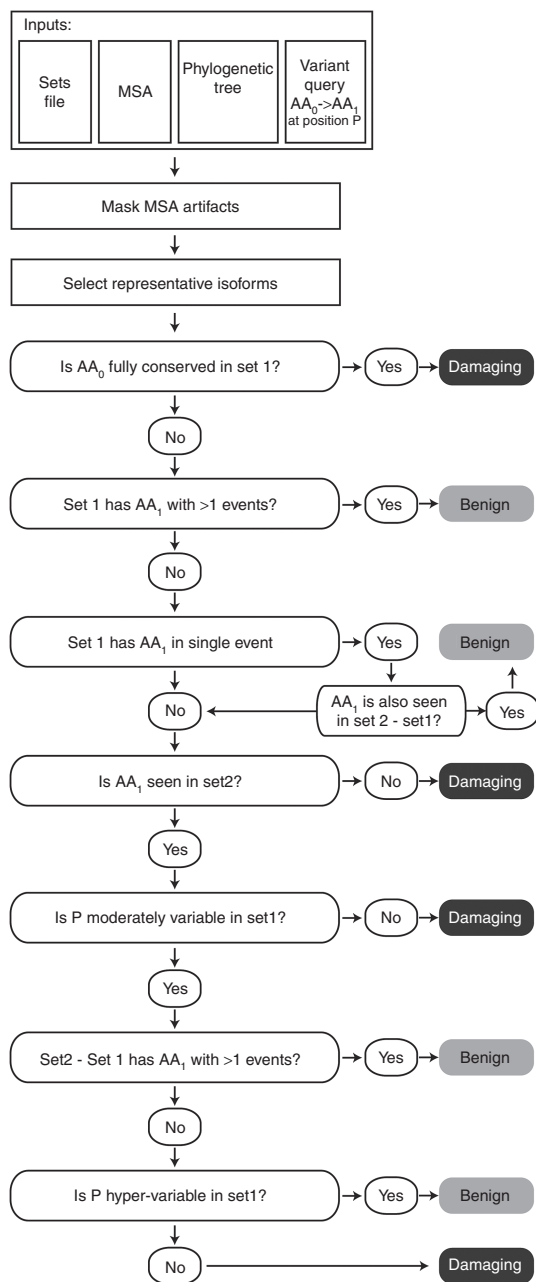 Inputs:
Sets
file
MSA
Phylogenetic
tree
Variant
query
AA₀->AA₁
at position P
Mask MSA artifacts
Select representative isoforms
Is AA₀ fully conserved in set 1?
Yes
Damaging
No
Set 1 has AA₁ with >1 events?
Yes
Benign
No
Set 1 has AA₁ in single event
Yes
Benign
No
AA₁ is also seen
in set 2 - set1?
Yes
Is AA₁ seen in set2?
No
Damaging
Yes
Is P moderately variable in set1?
No
Damaging
Yes
Set2 - Set 1 has AA₁ with >1 events?
Yes
Benign
No
Is P hyper-variable in set1?
Yes
Benign
No
Damaging